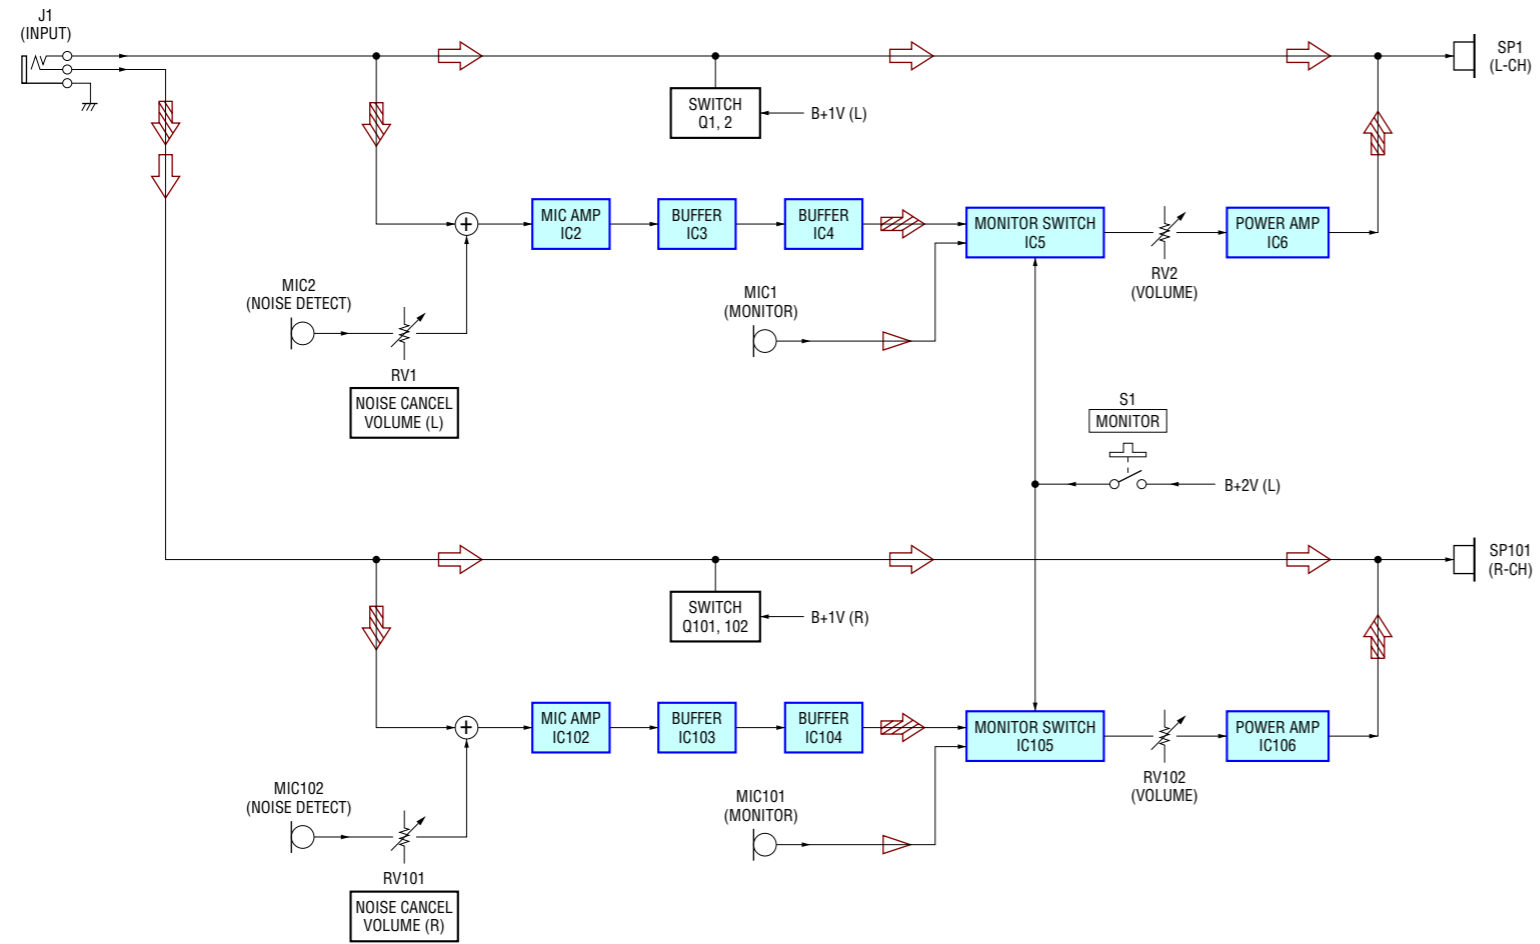 J1
(INPUT)
SP1
(L-CH)
SWITCH
Q1, 2
B+1V (L)
MIC AMP
IC2
BUFFER
IC3
BUFFER
IC4
MONITOR SWITCH
IC5
POWER AMP
IC6
RV2
(VOLUME)
MIC2
(NOISE DETECT)
MIC1
(MONITOR)
RV1
NOISE CANCEL
VOLUME (L)
S1
MONITOR
B+2V (L)
SP101
(R-CH)
SWITCH
Q101, 102
B+1V (R)
MIC AMP
IC102
BUFFER
IC103
BUFFER
IC104
MONITOR SWITCH
IC105
POWER AMP
IC106
RV102
(VOLUME)
MIC102
(NOISE DETECT)
MIC101
(MONITOR)
RV101
NOISE CANCEL
VOLUME (R)